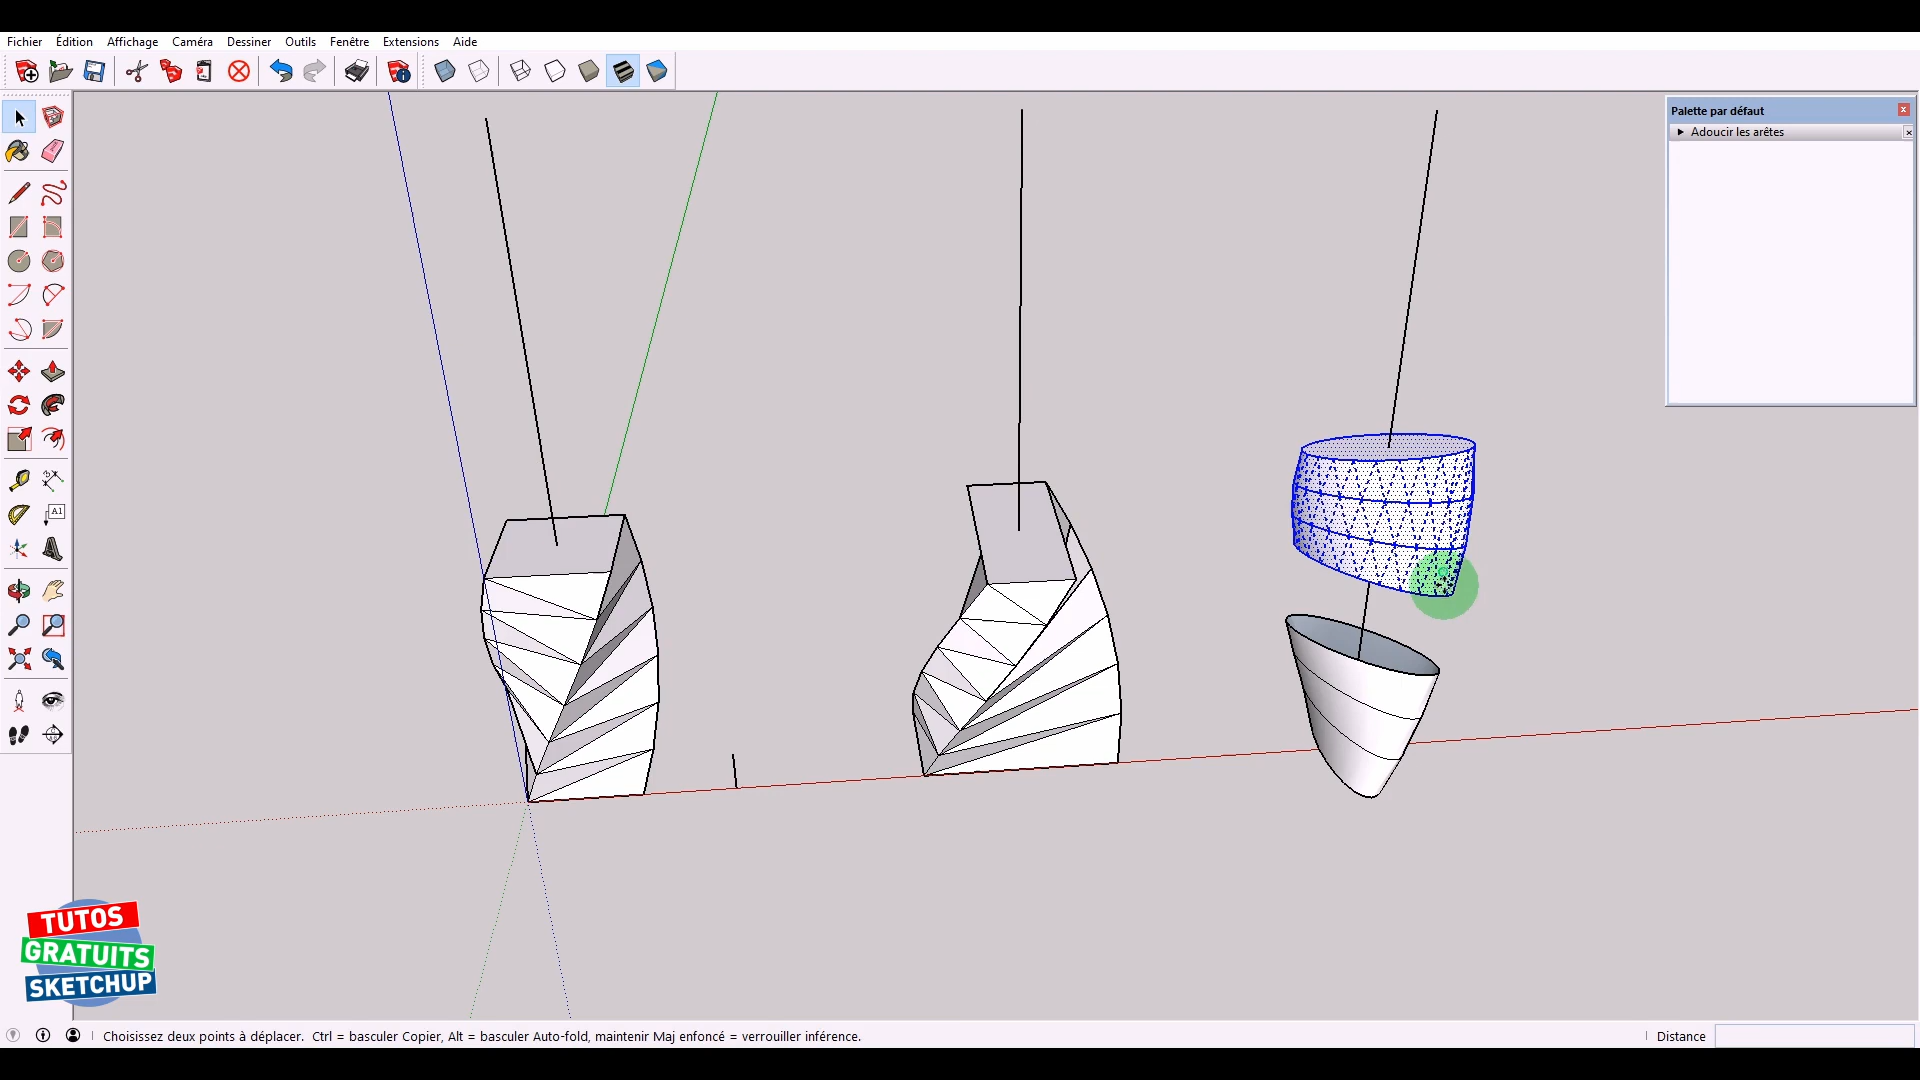 Fichier Édition Affichage Caméra Dessiner Outils Fenêtre Extensions Aide
Palette par défaut
Adoucir les arêtes
A1
TUTOS
GRATUITS
SKETCHUP
Choisissez deux points à déplacer. Ctrl = basculer Copier, Alt = basculer Auto-fold, maintenir Maj enfoncé = verrouiller inférence.
Distance